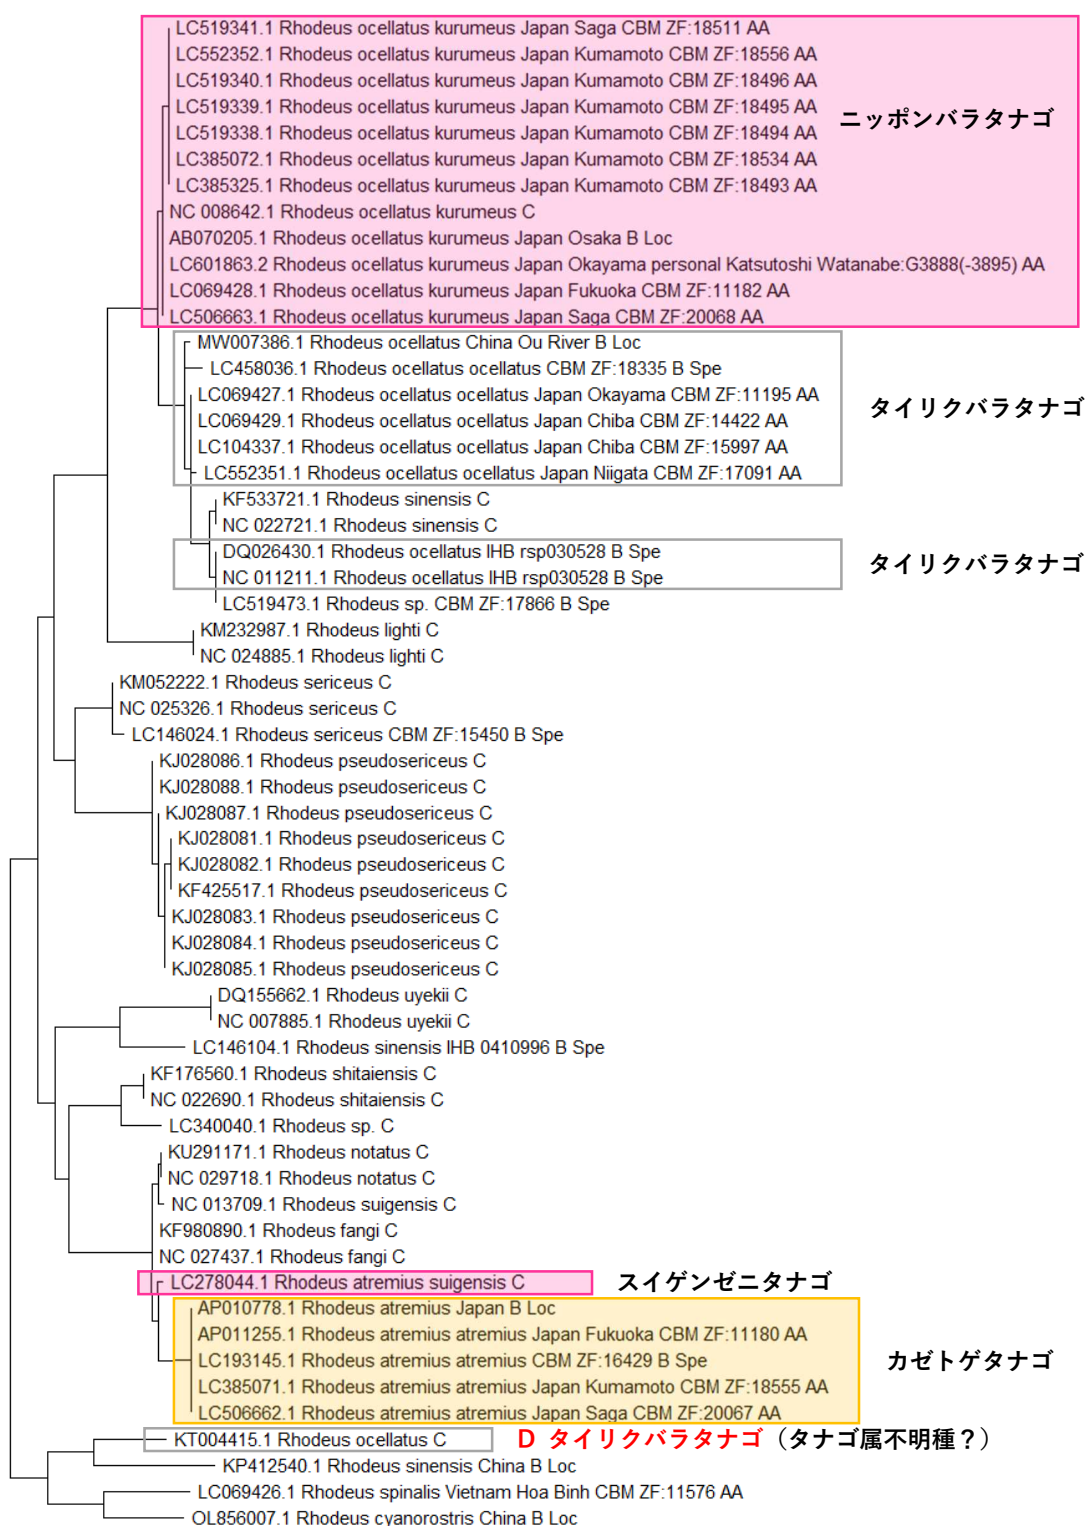 LC519341.1 Rhodeus ocellatus kurumeus Japan Saga CBM ZF:18511 AA
LC552352.1 Rhodeus ocellatus kurumeus Japan Kumamoto CBM ZF:18556 AA
LC519340.1 Rhodeus ocellatus kurumeus Japan Kumamoto CBM ZF:18496 AA
LC519339.1 Rhodeus ocellatus kurumeus Japan Kumamoto CBM ZF:18495 AA
ニッポンバラタナゴ
LC519338.1 Rhodeus ocellatus kurumeus Japan Kumamoto CBM ZF:18494 AA
LC385072.1 Rhodeus ocellatus kurumeus Japan Kumamoto CBM ZF:18534 AA
LC385325.1 Rhodeus ocellatus kurumeus Japan Kumamoto CBM ZF:18493 AA
NC 008642.1 Rhodeus ocellatus kurumeus C
AB070205.1 Rhodeus ocellatus kurumeus Japan Osaka B Loc
LC601863.2 Rhodeus ocellatus kurumeus Japan Okayama personal Katsutoshi Watanabe:G3888(-3895) AA
LC069428.1 Rhodeus ocellatus kurumeus Japan Fukuoka CBM ZF:11182 AA
LC506663.1 Rhodeus ocellatus kurumeus Japan Saga CBM ZF:20068 AA
MW007386.1 Rhodeus ocellatus China Ou River B Loc
LC458036.1 Rhodeus ocellatus ocellatus CBM ZF:18335 B Spe
LC069427.1 Rhodeus ocellatus ocellatus Japan Okayama CBM ZF:11195 AA
タイリクバラタナゴ
LC069429.1 Rhodeus ocellatus ocellatus Japan Chiba CBM ZF:14422 AA
LC104337.1 Rhodeus ocellatus ocellatus Japan Chiba CBM ZF:15997 AA
LC552351.1 Rhodeus ocellatus ocellatus Japan Niigata CBM ZF:17091 AA
KF533721.1 Rhodeus sinensis C
NC 022721.1 Rhodeus sinensis C
DQ026430.1 Rhodeus ocellatus IHB rsp030528 B Spe
タイリクバラタナゴ
NC 011211.1 Rhodeus ocellatus IHB rsp030528 B Spe
LC519473.1 Rhodeus sp. CBM ZF:17866 B Spe
KM232987.1 Rhodeus lighti C
NC 024885.1 Rhodeus lighti C
KM052222.1 Rhodeus sericeus C
NC 025326.1 Rhodeus sericeus C
LC146024.1 Rhodeus sericeus CBM ZF:15450 B Spe
KJ028086.1 Rhodeus pseudosericeus C
KJ028088.1 Rhodeus pseudosericeus C
KJ028087.1 Rhodeus pseudosericeus C
KJ028081.1 Rhodeus pseudosericeus C
KJ028082.1 Rhodeus pseudosericeus C
KF425517.1 Rhodeus pseudosericeus C
KJ028083.1 Rhodeus pseudosericeus C
KJ028084.1 Rhodeus pseudosericeus C
KJ028085.1 Rhodeus pseudosericeus C
DQ155662.1 Rhodeus uyekii C
NC 007885.1 Rhodeus uyekii C
LC146104.1 Rhodeus sinensis IHB 0410996 B Spe
KF176560.1 Rhodeus shitaiensis C
NC 022690.1 Rhodeus shitaiensis C
LC340040.1 Rhodeus sp. C
KU291171.1 Rhodeus notatus C
NC 029718.1 Rhodeus notatus C
NC 013709.1 Rhodeus suigensis C
KF980890.1 Rhodeus fangi C
NC 027437.1 Rhodeus fangi C
LC278044.1 Rhodeus atremius suigensis C スイゲンゼニタナゴ
AP010778.1 Rhodeus atremius Japan B Loc
AP011255.1 Rhodeus atremius atremius Japan Fukuoka CBM ZF:11180 AA
LC193145.1 Rhodeus atremius atremius CBM ZF:16429 B Spe カゼトゲタナゴ
LC385071.1 Rhodeus atremius atremius Japan Kumamoto CBM ZF:18555 AA
LC506662.1 Rhodeus atremius atremius Japan Saga CBM ZF:20067 AA
KT004415.1 Rhodeus ocellatus C D タイリクバラタナゴ（タナゴ属不明種？）
KP412540.1 Rhodeus sinensis China B Loc
LC069426.1 Rhodeus spinalis Vietnam Hoa Binh CBM ZF:11576 AA
OL856007.1 Rhodeus cyanorostris China B Loc